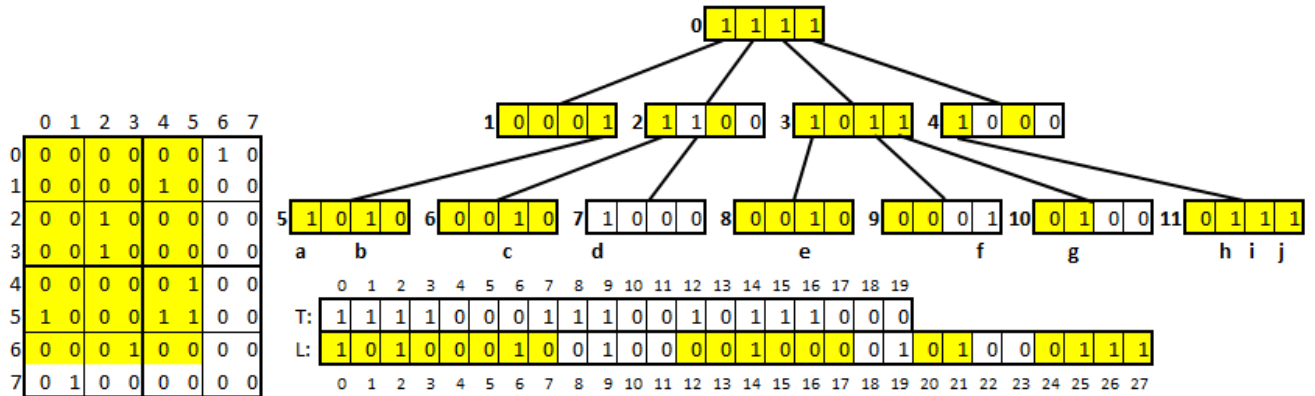 0 1 1 1 1
1 0 0 0 1 2 1 1 0 0 3 1 0 1 1 4 1 0 0 0
5 1 0 1 0 6 0 0 1 0 7 1 0 0 0 8 0 0 1 0 9 0 0 0 1 10 0 1 0 0 11 0 1 1 1
a b c d e f g h i j
0 1 2 3 4 5 6 7
0 0 0 0 0 0 0 1 0
1 0 0 0 0 1 0 0 0
2 0 0 1 0 0 0 0 0
3 0 0 1 0 0 0 0 0
4 0 0 0 0 0 1 0 0
5 1 0 0 0 1 1 0 0
6 0 0 0 1 0 0 0 0
7 0 1 0 0 0 0 0 0
0 1 2 3 4 5 6 7 8 9 10 11 12 13 14 15 16 17 18 19
T: 1 1 1 1 0 0 0 1 1 1 0 0 1 0 1 1 1 0 0 0
L: 1 0 1 0 0 0 1 0 0 1 0 0 0 0 1 0 0 0 0 1 0 1 0 0 0 1 1 1
0 1 2 3 4 5 6 7 8 9 10 11 12 13 14 15 16 17 18 19 20 21 22 23 24 25 26 27